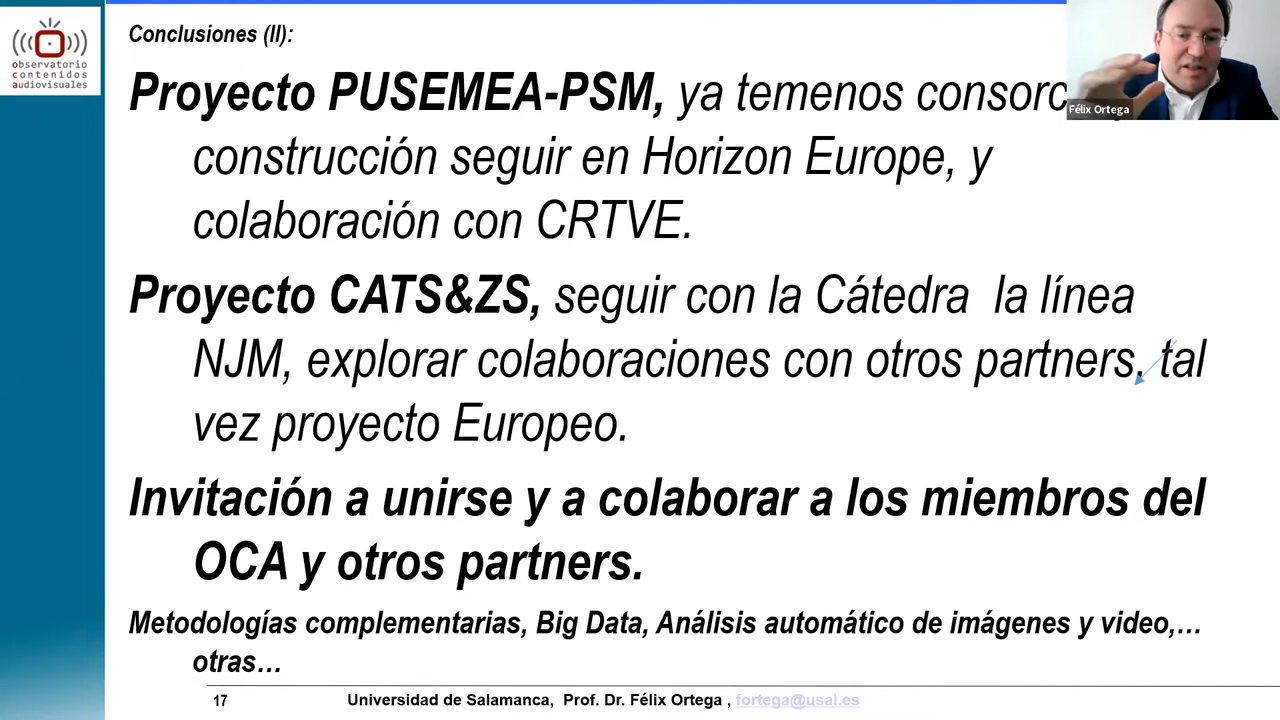 observatorio
contenidos
audiovisuales
Conclusiones (II):
Proyecto PUSEMEA-PSM, ya temenos
construcción seguir en Horizon Europe, y
colaboración con CRTVE.
Proyecto CATS&ZS, seguir con la Cátedra la línea
NJM, explorar colaboraciones con otros partners, tal
vez proyecto Europeo.
Invitación a unirse y a colaborar a los miembros del
OCA y otros partners.
Metodologías complementarias, Big Data, Análisis automático de imágenes y video,…
otras…
Félix Ortega
17
Universidad de Salamanca, Prof. Dr. Félix Ortega , fortega@usal.es